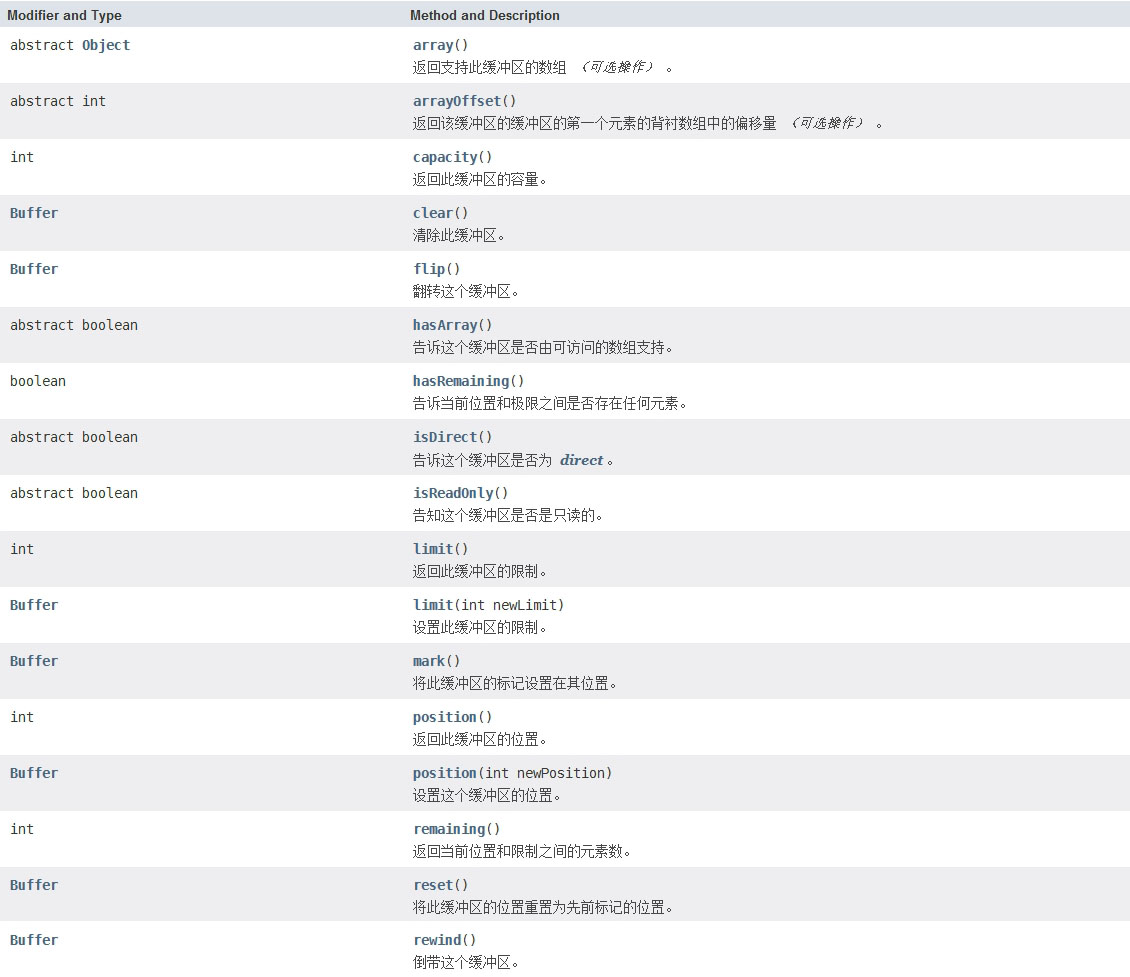 Modifier and Type Method and Description
abstract Object array()
返回支持此缓冲区的数组 （可选操作） 。
abstract int arrayOffset()
返回该缓冲区的缓冲区的第一个元素的背衬数组中的偏移量 （可选操作） 。
int capacity()
返回此缓冲区的容量。
Buffer clear()
清除此缓冲区。
Buffer flip()
翻转这个缓冲区。
abstract boolean hasArray()
告诉这个缓冲区是否由可访问的数组支持。
boolean hasRemaining()
告诉当前位置和极限之间是否存在任何元素。
abstract boolean isDirect()
告诉这个缓冲区是否为 direct 。
abstract boolean isReadOnly()
告知这个缓冲区是否是只读的。
int limit()
返回此缓冲区的限制。
Buffer limit(int newLimit)
设置此缓冲区的限制。
Buffer mark()
将此缓冲区的标记设置在其位置。
int position()
返回此缓冲区的位置。
Buffer position(int newPosition)
设置这个缓冲区的位置。
int remaining()
返回当前位置和限制之间的元素数。
Buffer reset()
将此缓冲区的位置重置为先前标记的位置。
Buffer rewind()
倒带这个缓冲区。